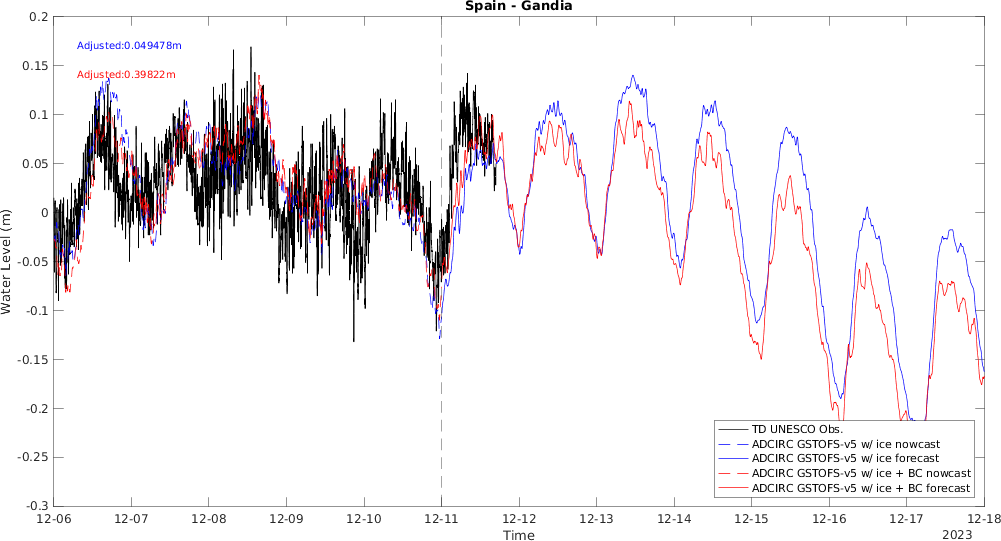 Spain - Gandia
0.2
0.15
0.1
0.05
0
-0.05
-0.1
-0.15
-0.2
-0.25
-0.3
Water Level (m)
Adjusted:0.049478m
Adjusted:0.39822m
TD UNESCO Obs.
ADCIRC GSTOFS-v5 w/ ice nowcast
ADCIRC GSTOFS-v5 w/ ice forecast
ADCIRC GSTOFS-v5 w/ ice + BC nowcast
ADCIRC GSTOFS-v5 w/ ice + BC forecast
12-06 12-07 12-08 12-09 12-10 12-11 12-12 12-13 12-14 12-15 12-16 12-17 12-18
Time
2023